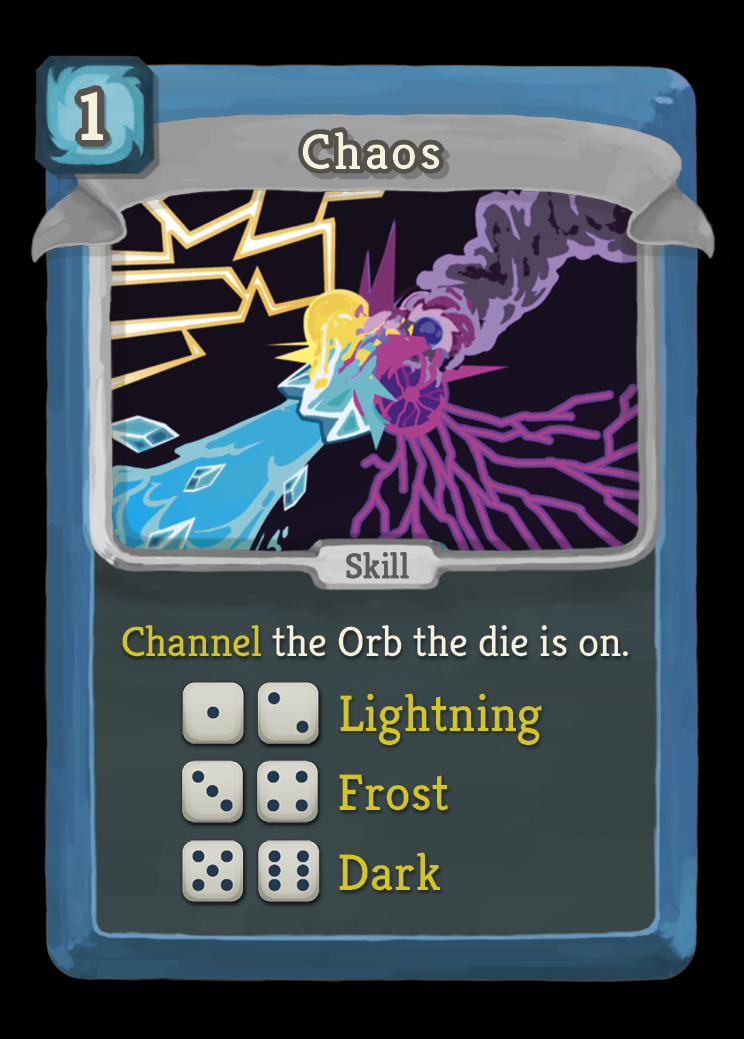 1
Chaos
Skill
Channel the Orb the die is on.
Lightning
Frost
Dark